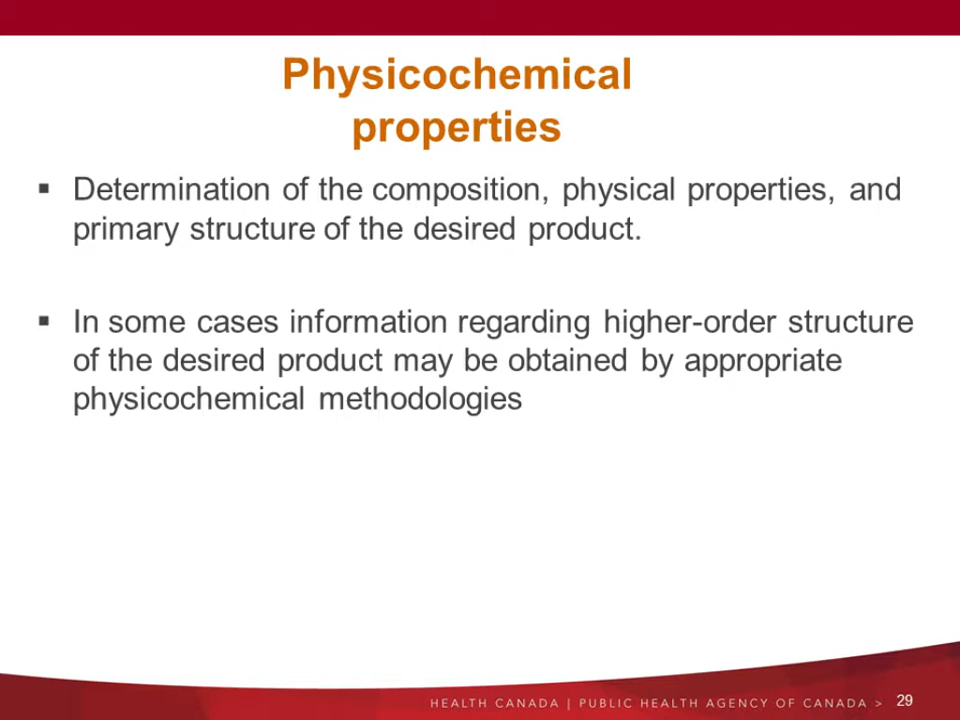 Physicochemical
properties
▪ Determination of the composition, physical properties, and
primary structure of the desired product.
▪ In some cases information regarding higher-order structure
of the desired product may be obtained by appropriate
physicochemical methodologies
HEALTH CANADA | PUBLIC HEALTH AGENCY OF CANADA > 29